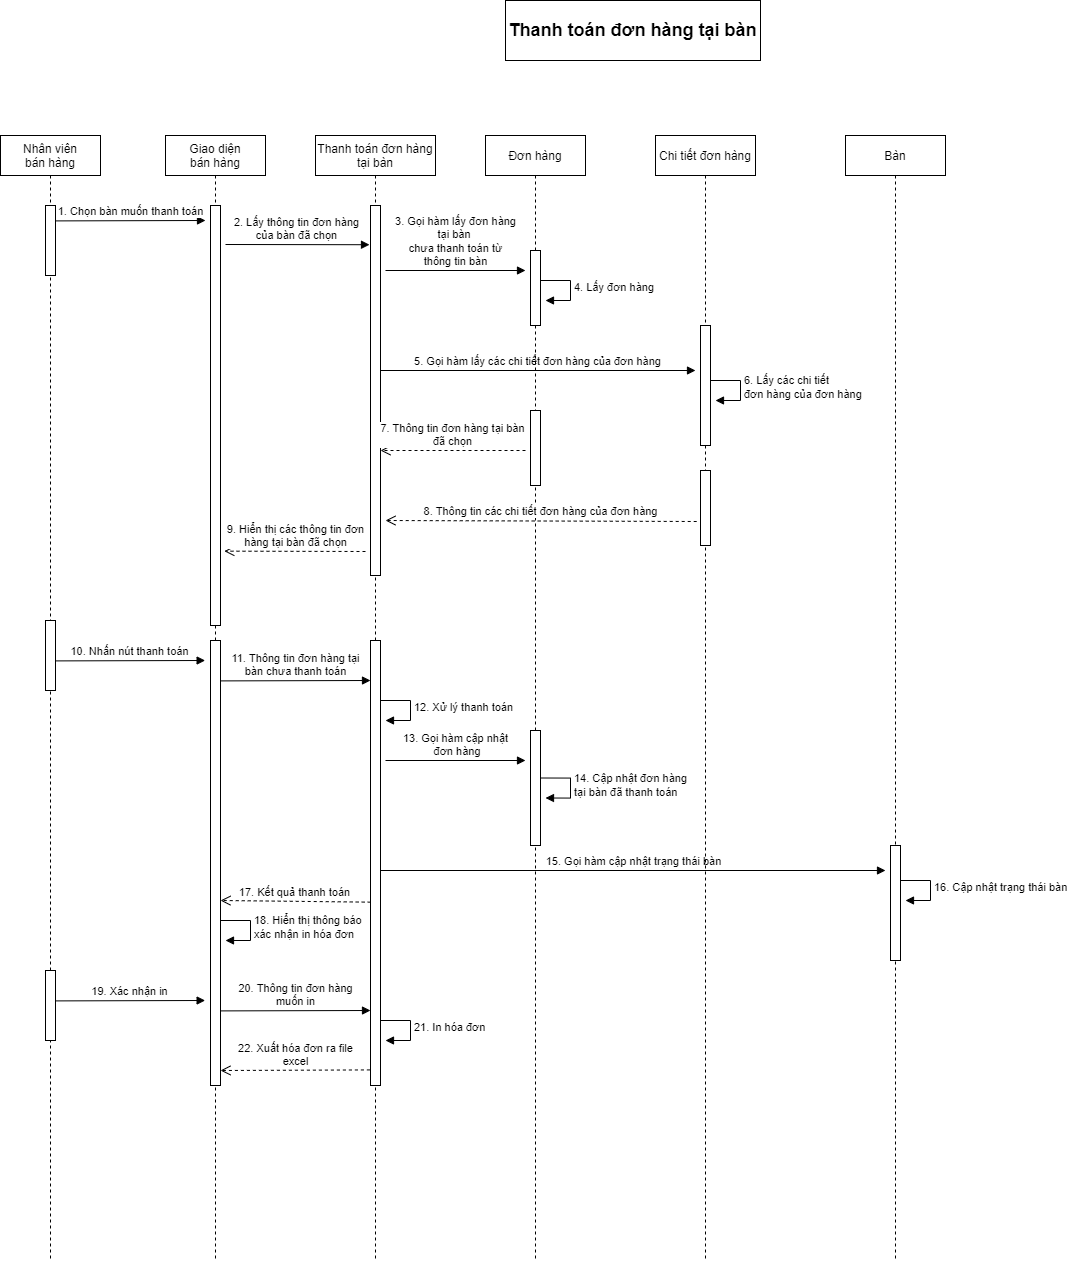 Thanh toán đơn hàng tại bàn
Nhân viên
bán hàng
Giao diện
bán hàng
Thanh toán đơn hàng
tại bàn
Đơn hàng
Chi tiết đơn hàng
Bàn
1. Chọn bàn muốn thanh toán
2. Lấy thông tin đơn hàng
của bàn đã chọn
3. Gọi hàm lấy đơn hàng
tại bàn
chưa thanh toán từ
thông tin bàn
4. Lấy đơn hàng
5. Gọi hàm lấy các chi tiết đơn hàng của đơn hàng
6. Lấy các chi tiết
đơn hàng của đơn hàng
7. Thông tin đơn hàng tại bàn
đã chọn
8. Thông tin các chi tiết đơn hàng của đơn hàng
9. Hiển thị các thông tin đơn
hàng tại bàn đã chọn
10. Nhấn nút thanh toán
11. Thông tin đơn hàng tại
bàn chưa thanh toán
12. Xử lý thanh toán
13. Gọi hàm cập nhật
đơn hàng
14. Cập nhật đơn hàng
tại bàn đã thanh toán
15. Gọi hàm cập nhật trạng thái bàn
16. Cập nhật trạng thái bàn
17. Kết quả thanh toán
18. Hiển thị thông báo
xác nhận in hóa đơn
19. Xác nhận in
20. Thông tin đơn hàng
muốn in
21. In hóa đơn
22. Xuất hóa đơn ra file
excel